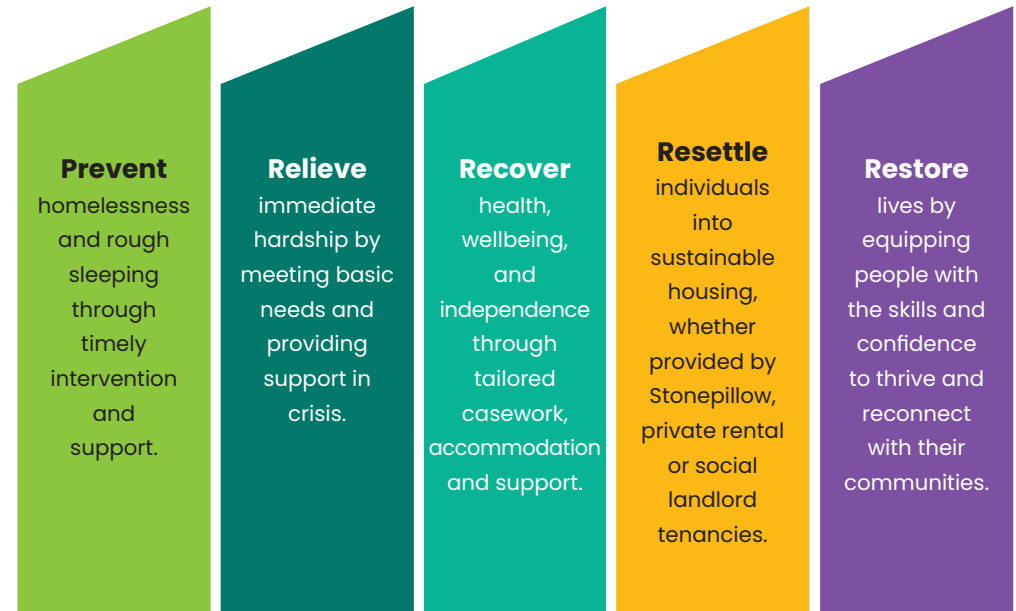 Prevent
homelessness
and rough
sleeping
through
timely
intervention
and
support.
Relieve
immediate
hardship by
meeting basic
needs and
providing
support in
crisis.
Recover
health,
wellbeing,
and
independence
through
tailored
casework,
accommodation
and support.
Resettle
individuals
into
sustainable
housing,
whether
provided by
Stonepillow,
private rental
or social
landlord
tenancies.
Restore
lives by
equipping
people with
the skills and
confidence
to thrive and
reconnect
with their
communities.